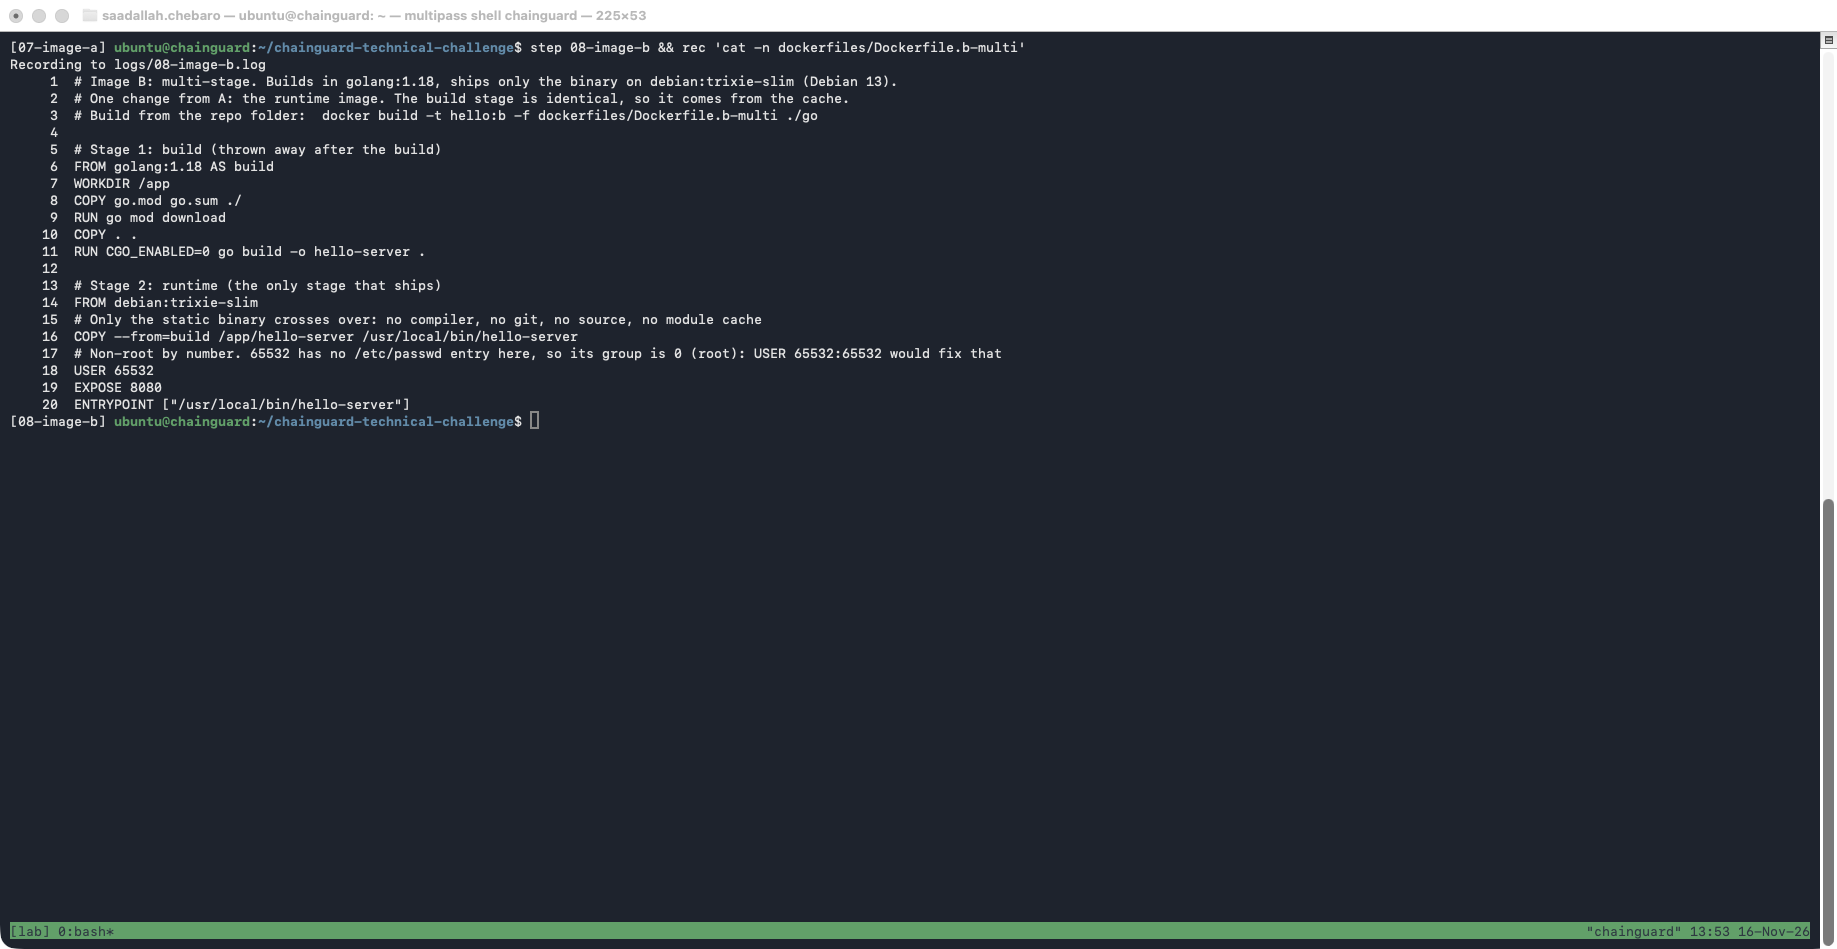 saadallah.chebaro — ubuntu@chainguard: ~ — multipass shell chainguard — 225×53
[07-image-a] ubuntu@chainguard:~/chainguard-technical-challenge$ step 08-image-b && rec 'cat -n dockerfiles/Dockerfile.b-multi'
Recording to logs/08-image-b.log
1 # Image B: multi-stage. Builds in golang:1.18, ships only the binary on debian:trixie-slim (Debian 13).
2 # One change from A: the runtime image. The build stage is identical, so it comes from the cache.
3 # Build from the repo folder:  docker build -t hello:b -f dockerfiles/Dockerfile.b-multi ./go
4
5 # Stage 1: build (thrown away after the build)
6 FROM golang:1.18 AS build
7 WORKDIR /app
8 COPY go.mod go.sum ./
9 RUN go mod download
10 COPY . .
11 RUN CGO_ENABLED=0 go build -o hello-server .
12
13 # Stage 2: runtime (the only stage that ships)
14 FROM debian:trixie-slim
15 # Only the static binary crosses over: no compiler, no git, no source, no module cache
16 COPY --from=build /app/hello-server /usr/local/bin/hello-server
17 # Non-root by number. 65532 has no /etc/passwd entry here, so its group is 0 (root): USER 65532:65532 would fix that
18 USER 65532
19 EXPOSE 8080
20 ENTRYPOINT ["/usr/local/bin/hello-server"]
[08-image-b] ubuntu@chainguard:~/chainguard-technical-challenge$
[lab] 0:bash* "chainguard" 13:53 16-Nov-26